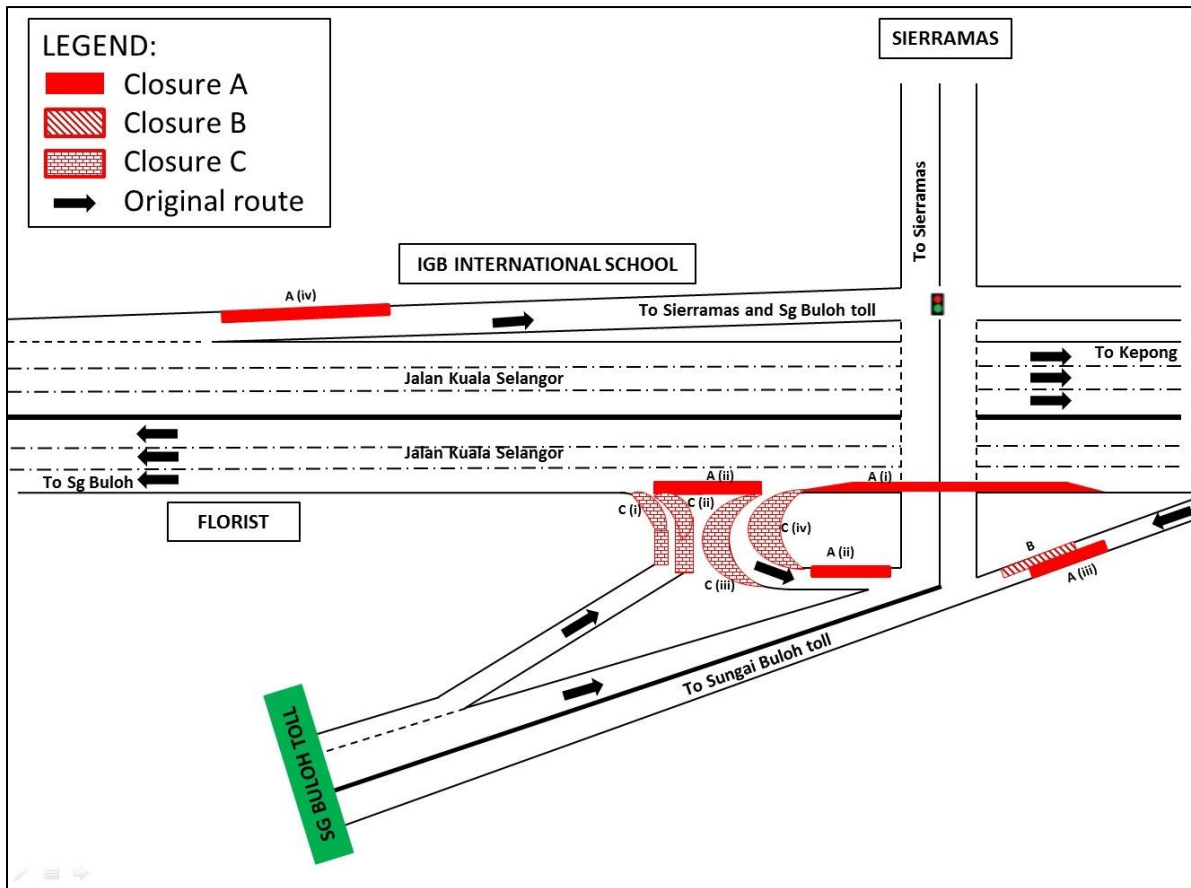 LEGEND:
Closure A
Closure B
Closure C
Original route
SIERRAMAS
To Sierramas
IGB INTERNATIONAL SCHOOL
A (iv)
To Sierramas and Sg Buloh toll
To Kepong
Jalan Kuala Selangor
Jalan Kuala Selangor
To Sg Buloh
A (ii)
A (i)
FLORIST
C (i)
C (ii)
C (iv)
B
A (ii)
A (iii)
C (iii)
To Sungai Buloh toll
SG BULOH TOLL